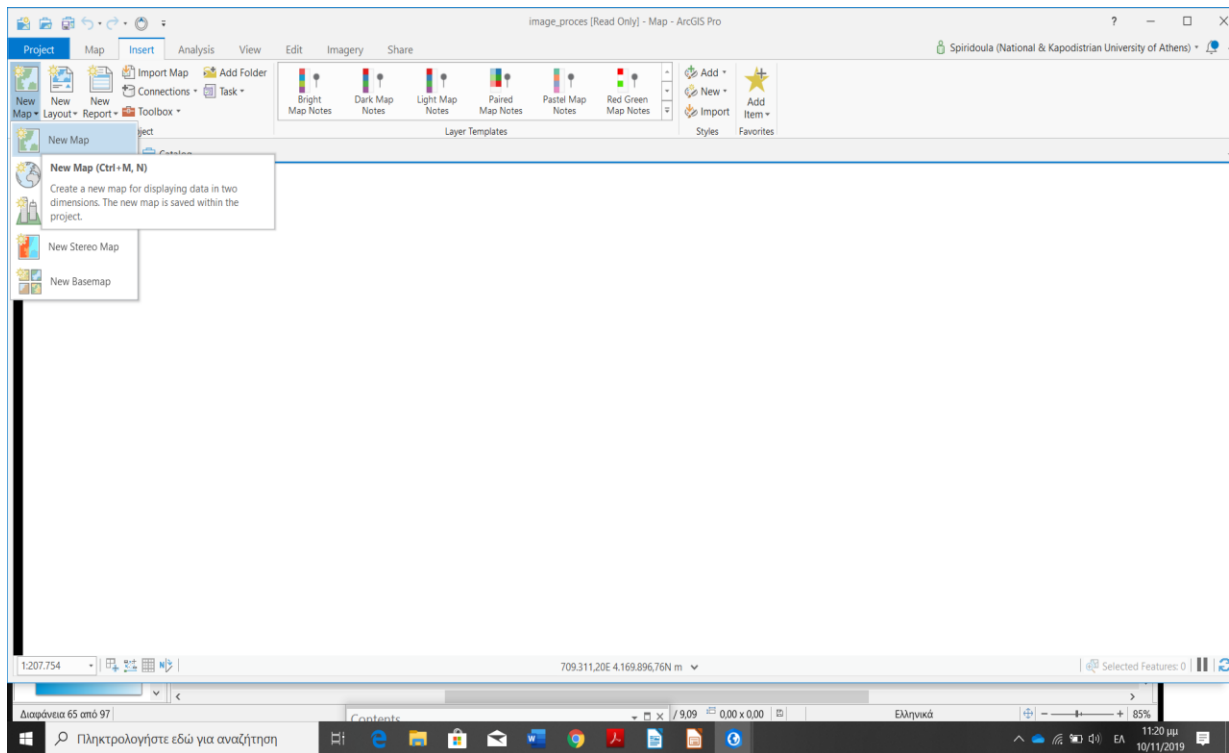 image_proces [Read Only] - Map - ArcGIS Pro
?
Project Map Insert Analysis View Edit Imagery Share
Spiridoula (National & Kapodistrian University of Athens)
New Map
New Layout
New Report
Import Map
Connections
Toolbox
Add Folder
Task
Bright Map Notes
Dark Map Notes
Light Map Notes
Paired Map Notes
Pastel Map Notes
Red Green Map Notes
Add
New
Import
Add Item
Layer Templates
Styles
Favorites
New Map
New Map (Ctrl+M, N)
Create a new map for displaying data in two
dimensions. The new map is saved within the
project.
New Stereo Map
New Basemap
1:207.754
709.311,20E 4.169.896,76N m
Selected Features: 0
Διαφάνεια 65 από 97
Contents
/ 9,09
0,00 x 0,00
Ελληνικά
85%
Πληκτρολογήστε εδώ για αναζήτηση
ΕΛ
11:20 μμ
10/11/2019